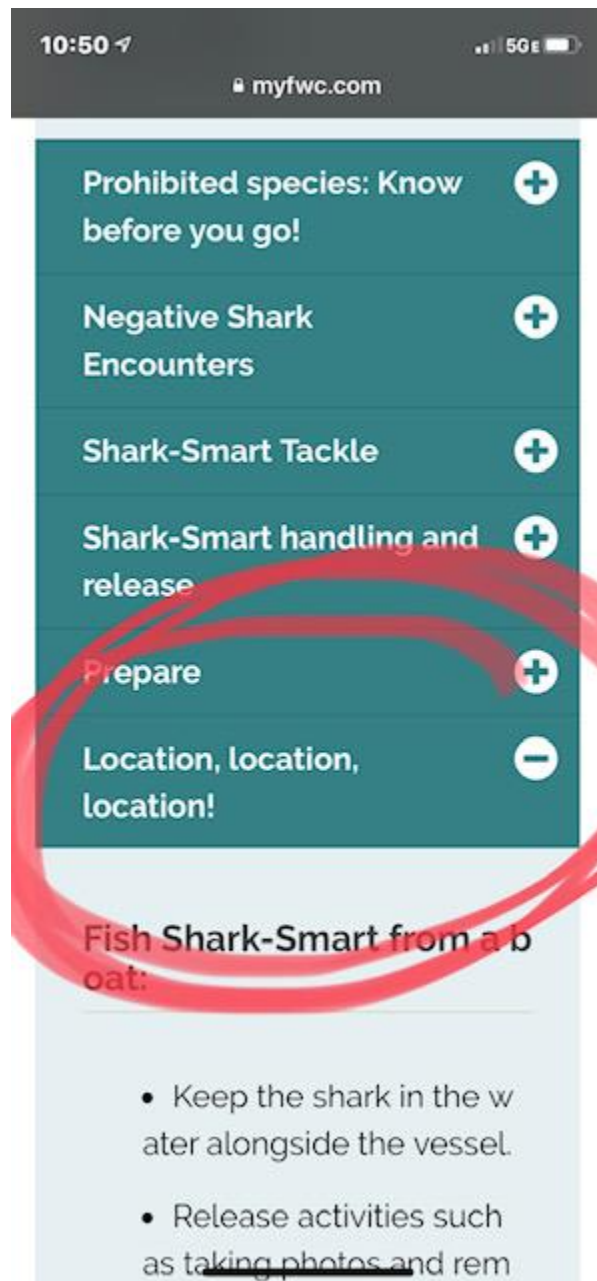 10:50
5GE
myfwc.com
Prohibited species: Know
before you go!
Negative Shark
Encounters
Shark-Smart Tackle
Shark-Smart handling and
release
Prepare
Location, location,
location!
Fish Shark-Smart from a b
oat:
• Keep the shark in the w
ater alongside the vessel.
• Release activities such
as taking photos and rem